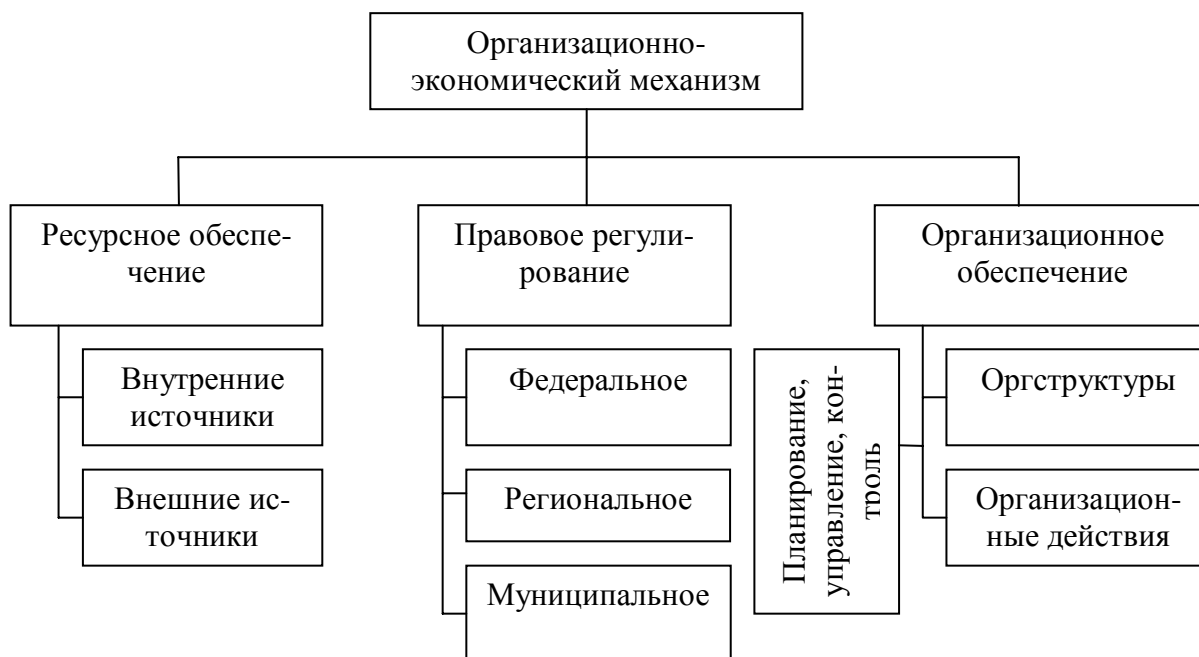 Организационно-
экономический механизм
Ресурсное обеспе-
чение
Правовое регули-
рование
Организационное
обеспечение
Внутренние
источники
Внешние ис-
точники
Федеральное
Региональное
Муниципальное
Планирование,
управление, кон-
троль
Оргструктуры
Организацион-
ные действия